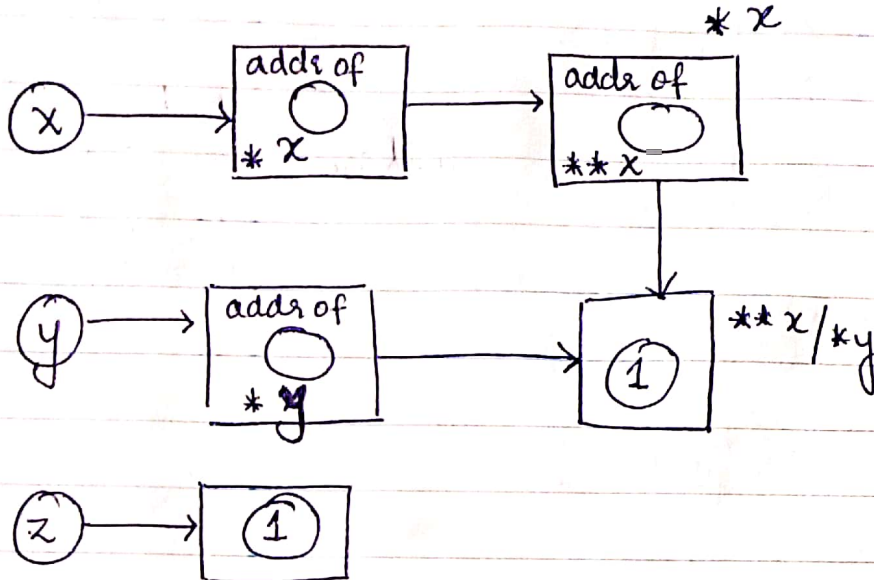 * x
addr of
* x
addr of
** x
x
y
addr of
* y
** x/*y
1
z
1